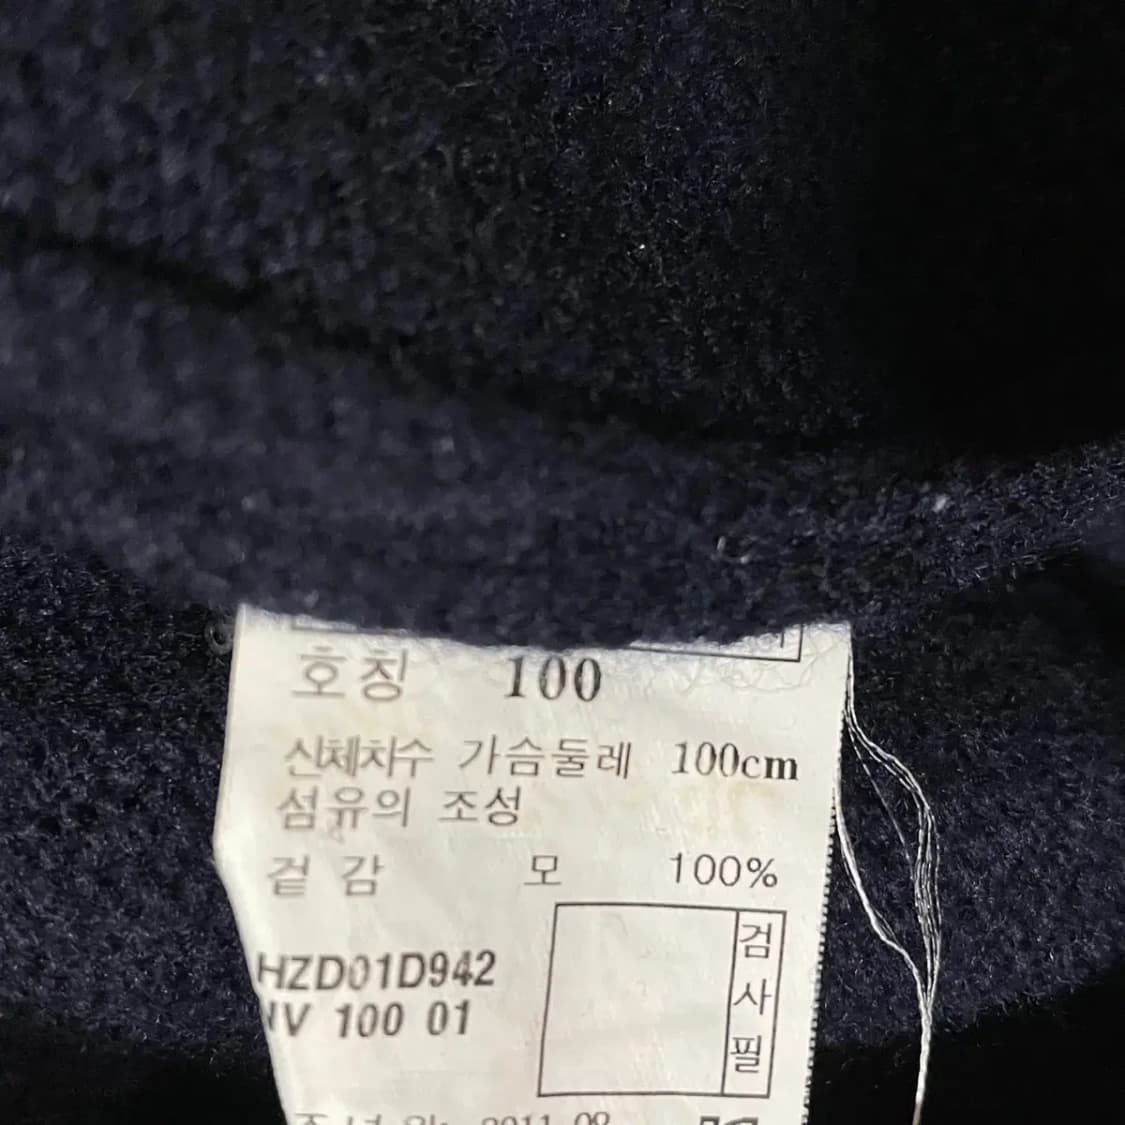 호칭 100
신체치수 가슴둘레 100cm
섬유의 조성
겉감 모 100%
HZD01D942
NV 100 01
검사필